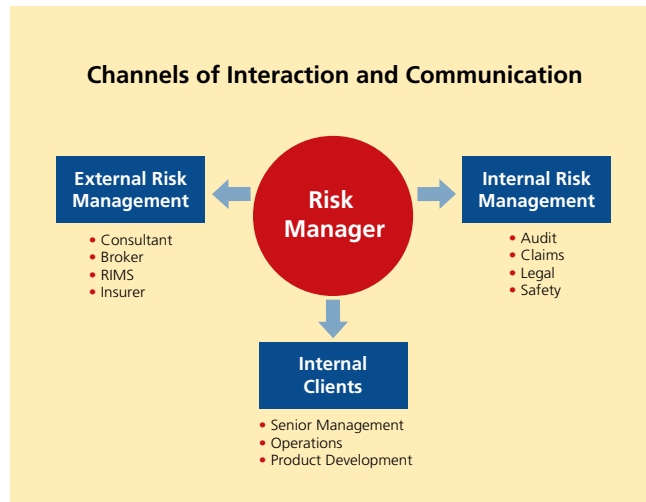 Channels of Interaction and Communication
External Risk
Management
• Consultant
• Broker
• RIMS
• Insurer
Risk
Manager
Internal Risk
Management
• Audit
• Claims
• Legal
• Safety
Internal
Clients
• Senior Management
• Operations
• Product Development